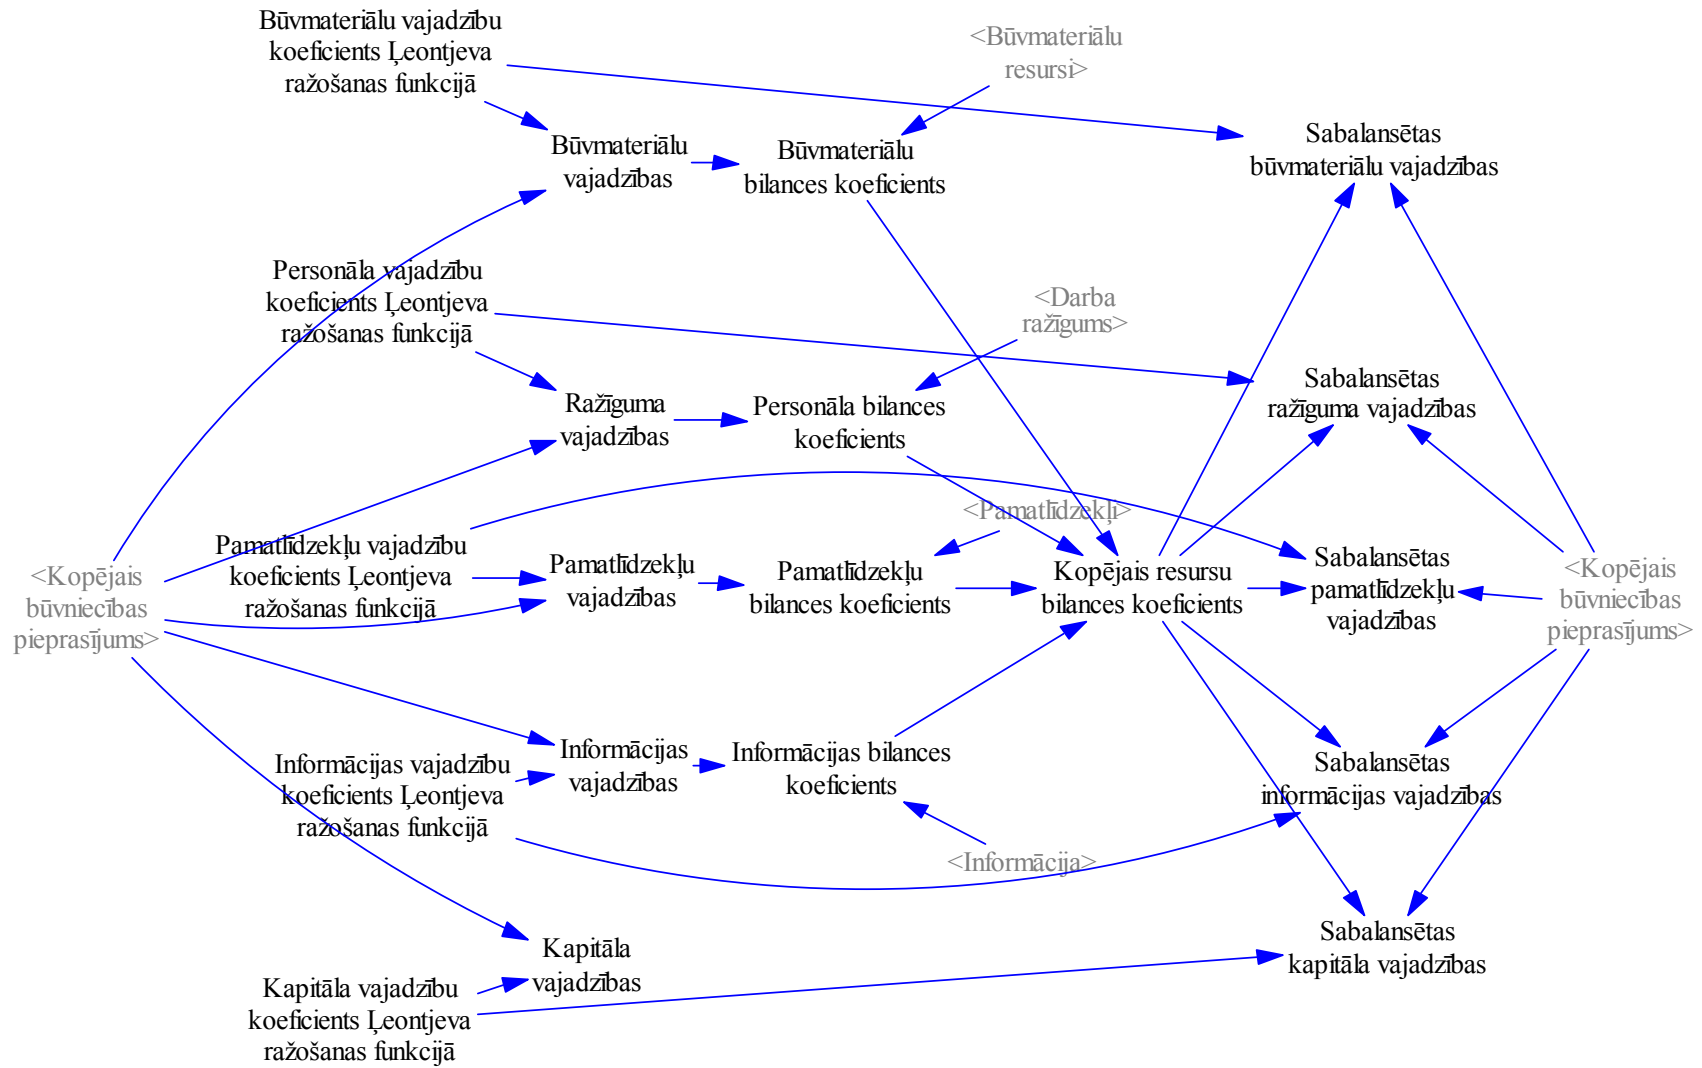 Būvmateriālu vajadzību
koeficients Ļeontjeva
ražošanas funkcijā
<Būvmateriālu
resursi>
Būvmateriālu
vajadzības
Būvmateriālu
bilances koeficients
Sabalansētas
būvmateriālu vajadzības
Personāla vajadzību
koeficients Ļeontjeva
ražošanas funkcijā
<Darba
ražīgums>
Ražīguma
vajadzības
Personāla bilances
koeficients
Sabalansētas
ražīguma vajadzības
<Kopējais
būvniecības
pieprasījums>
Pamatlīdzekļu vajadzību
koeficients Ļeontjeva
ražošanas funkcijā
Pamatlīdzekļu
vajadzības
<Pamatlīdzekļi>
Pamatlīdzekļu
bilances koeficients
Kopējais resursu
bilances koeficients
Sabalansētas
pamatlīdzekļu
vajadzības
<Kopējais
būvniecības
pieprasījums>
Informācijas vajadzību
koeficients Ļeontjeva
ražošanas funkcijā
Informācijas
vajadzības
Informācijas bilances
koeficients
<Informācija>
Sabalansētas
informācijas vajadzības
Kapitāla vajadzību
koeficients Ļeontjeva
ražošanas funkcijā
Kapitāla
vajadzības
Sabalansētas
kapitāla vajadzības